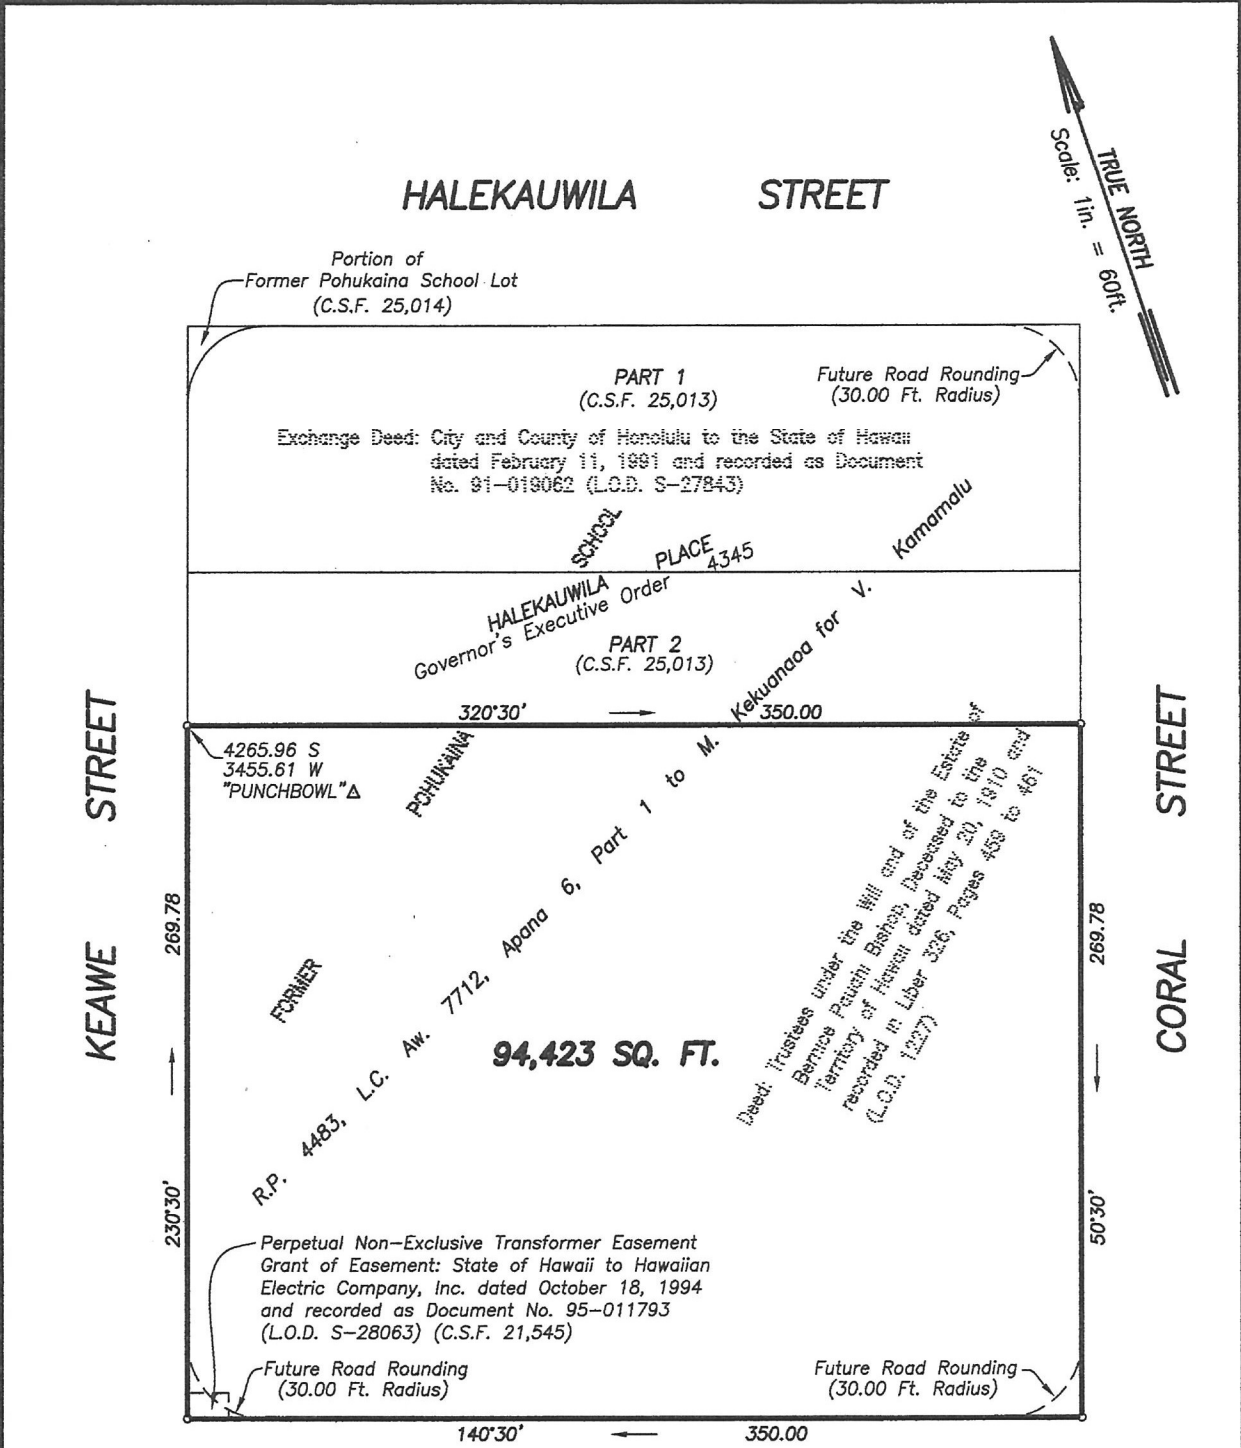 TRUE NORTH
Scale: 1in. = 60ft.
HALEKAUWILA STREET
Portion of
Former Pohukaina School Lot
(C.S.F. 25,014)
PART 1
(C.S.F. 25,013)
Future Road Rounding
(30.00 Ft. Radius)
Exchange Deed: City and County of Honolulu to the State of Hawaii
dated February 11, 1991 and recorded as Document
No. 91-019062 (L.O.D. S-27843)
HALEKAUWILA PLACE
Governor's Executive Order 4345
PART 2
(C.S.F. 25,013)
320°30' 350.00
4265.96 S
3455.61 W
"PUNCHBOWL" Δ
FORMER POHUKAINA SCHOOL
R.P. 4483, L.C. Aw. 7712, Apana 6, Part 1 to M. Kekuanaoa for V. Kamamalu
Deed: Trustees under the Will and of the Estate of
Bernice Pauahi Bishop, Deceased to the
Territory of Hawaii dated May 20, 1910 and
recorded in Liber 326, Pages 459 to 461
(L.O.D. 1227)
KEAWE STREET
230°30' 269.78
94,423 SQ. FT.
CORAL STREET
50°30' 269.78
Perpetual Non-Exclusive Transformer Easement
Grant of Easement: State of Hawaii to Hawaiian
Electric Company, Inc. dated October 18, 1994
and recorded as Document No. 95-011793
(L.O.D. S-28063) (C.S.F. 21,545)
Future Road Rounding
(30.00 Ft. Radius)
Future Road Rounding
(30.00 Ft. Radius)
140°30' 350.00